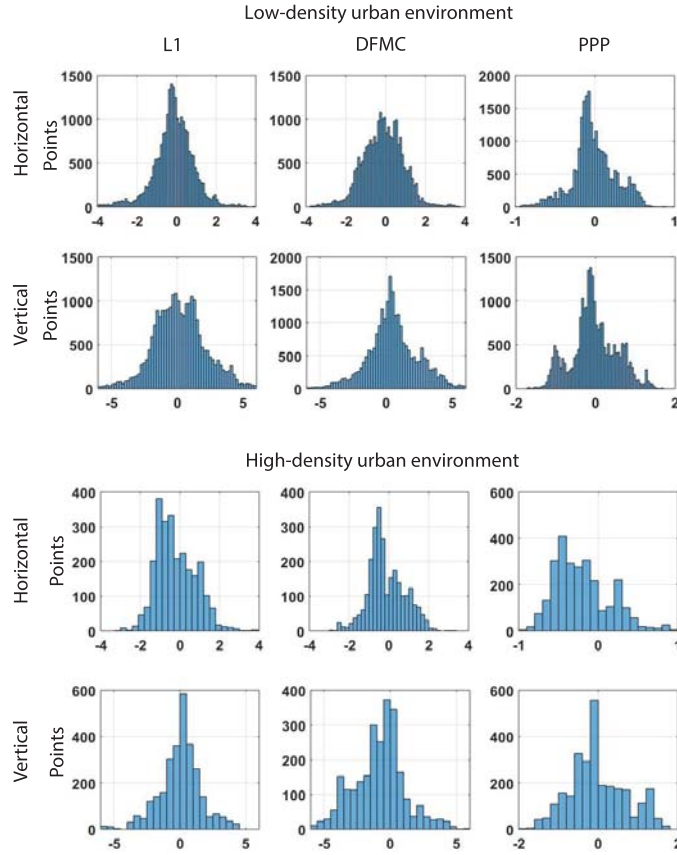 Low-density urban environment
L1 DFMC PPP
Horizontal
Points
1500 1500 2000
1000 1000 1500
500 500 1000
0 0 500
0
-4 -2 0 2 4 -4 -2 0 2 4 -1 0 1
Vertical
Points
1500 2000 1500
1000 1500 1000
500 1000 500
0 500 0
0
-5 0 5 -5 0 5 -2 -1 0 1 2
High-density urban environment
Horizontal
Points
400 400 600
300 300 400
200 200 200
100 100 0
0 0
-4 -2 0 2 4 -4 -2 0 2 4 -1 0 1
Vertical
Points
600 400 600
400 300 400
200 200 200
0 100 0
0
-5 0 5 -5 0 5 -2 0 2